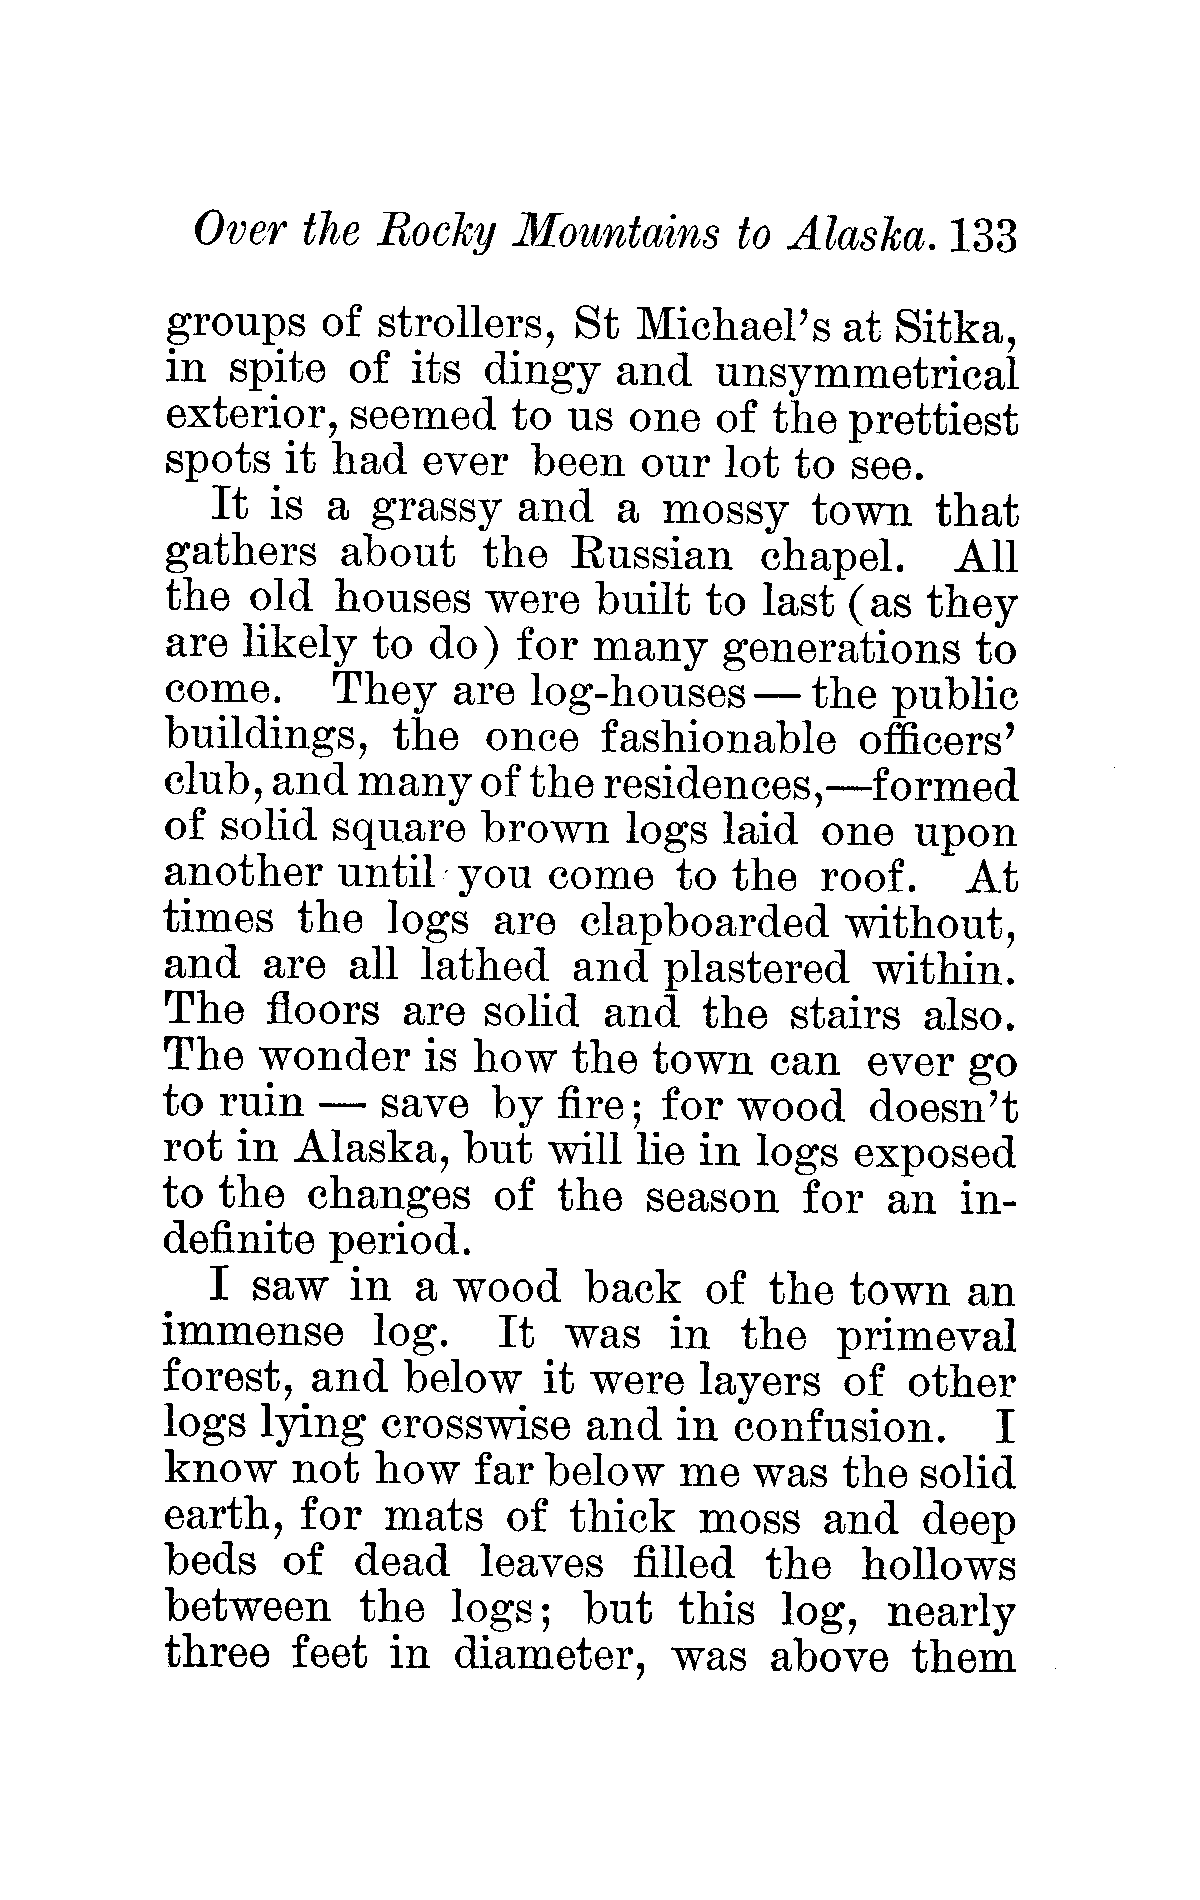 Over the Rocky Mountains to Alaska. 133
groups of strollers, St Michael's at Sitka,
in spite of its dingy and unsymmetrical
exterior, seemed to us one of the prettiest
spots it had ever been our lot to see.
It is a grassy and a mossy town that
gathers about the Russian chapel. All
the old houses were built to last (as they
are likely to do) for many generations to
come. They are log-houses — the public
buildings, the once fashionable officers'
club, and many of the residences,—formed
of solid square brown logs laid one upon
another until you come to the roof. At
times the logs are clapboarded without,
and are all lathed and plastered within.
The floors are solid and the stairs also.
The wonder is how the town can ever go
to ruin — save by fire; for wood doesn't
rot in Alaska, but will lie in logs exposed
to the changes of the season for an in-
definite period.
I saw in a wood back of the town an
immense log. It was in the primeval
forest, and below it were layers of other
logs lying crosswise and in confusion. I
know not how far below me was the solid
earth, for mats of thick moss and deep
beds of dead leaves filled the hollows
between the logs; but this log, nearly
three feet in diameter, was above them